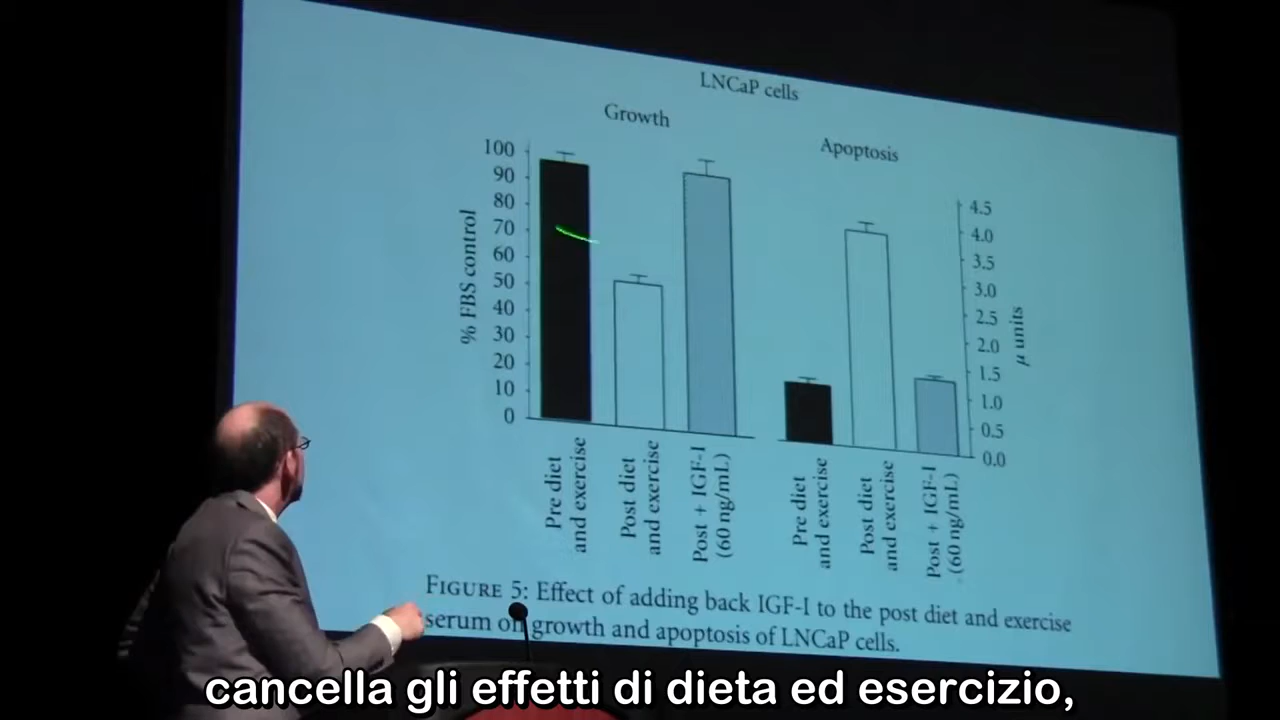 LNCaP cells
Growth
Apoptosis
100
90
80
70
60
50
40
30
20
10
0
% FBS control
Pre diet
and exercise
Post diet
and exercise
Post + IGF-I
(60 ng/mL)
4.5
4.0
3.5
3.0
2.5
2.0
1.5
1.0
0.5
0.0
μ units
Pre diet
and exercise
Post diet
and exercise
Post + IGF-I
(60 ng/mL)
FIGURE 5: Effect of adding back IGF-I to the post diet and exercise
serum on growth and apoptosis of LNCaP cells.
cancella gli effetti di dieta ed esercizio,